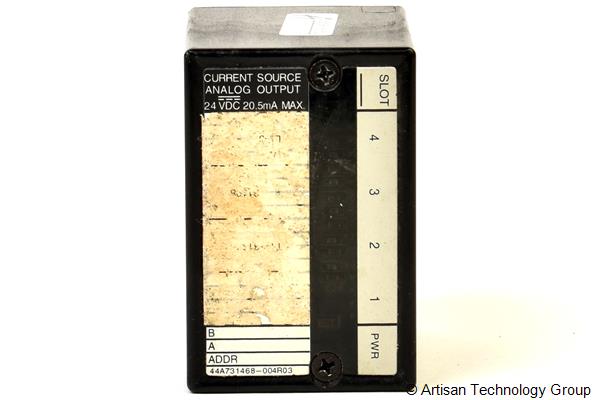 CURRENT SOURCE
ANALOG OUTPUT
24 VDC 20.5mA MAX.
SLOT
4
3
2
1
PWR
B
A
ADDR
44A731468-004R03
© Artisan Technology Group